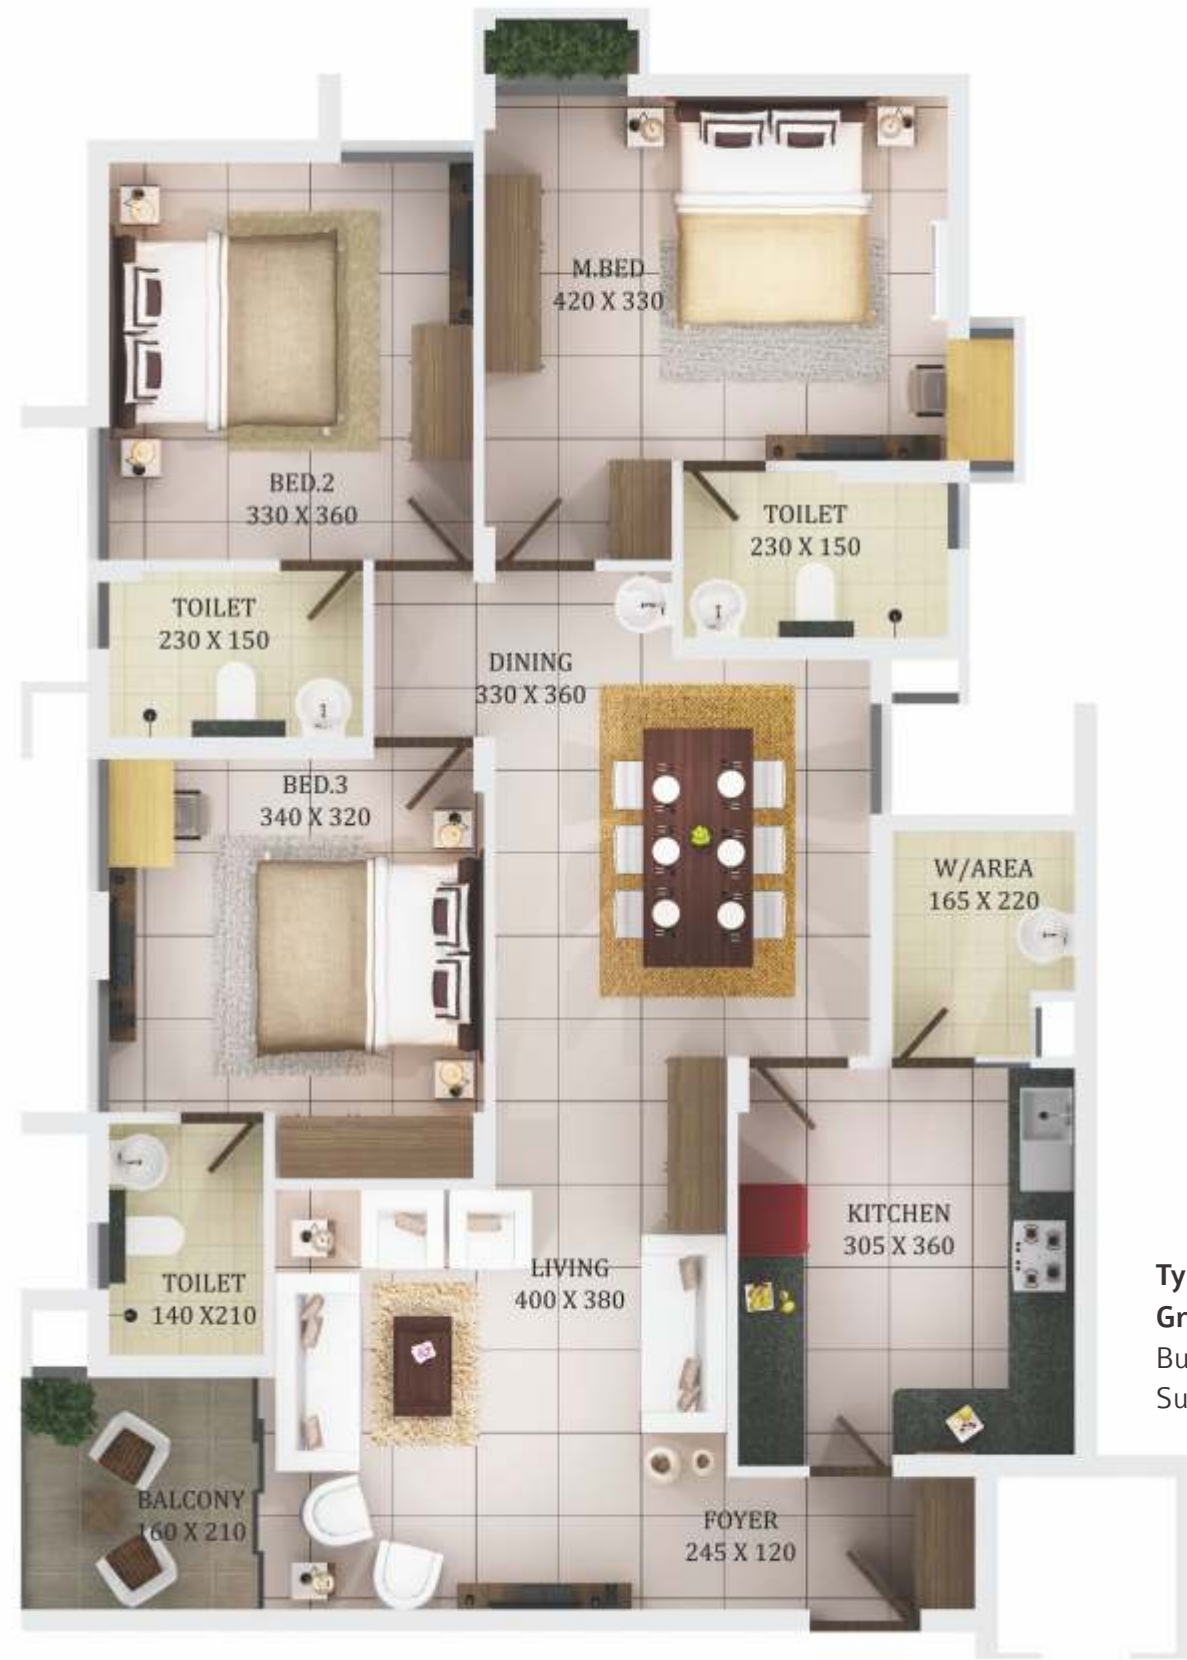 M.BED
420 X 330
BED.2
330 X 360
TOILET
230 X 150
TOILET
230 X 150
DINING
330 X 360
BED.3
340 X 320
W/AREA
165 X 220
KITCHEN
305 X 360
LIVING
400 X 380
TOILET
140 X210
Ty
Gr
Bu
Su
BALCONY
160 X 210
FOYER
245 X 120